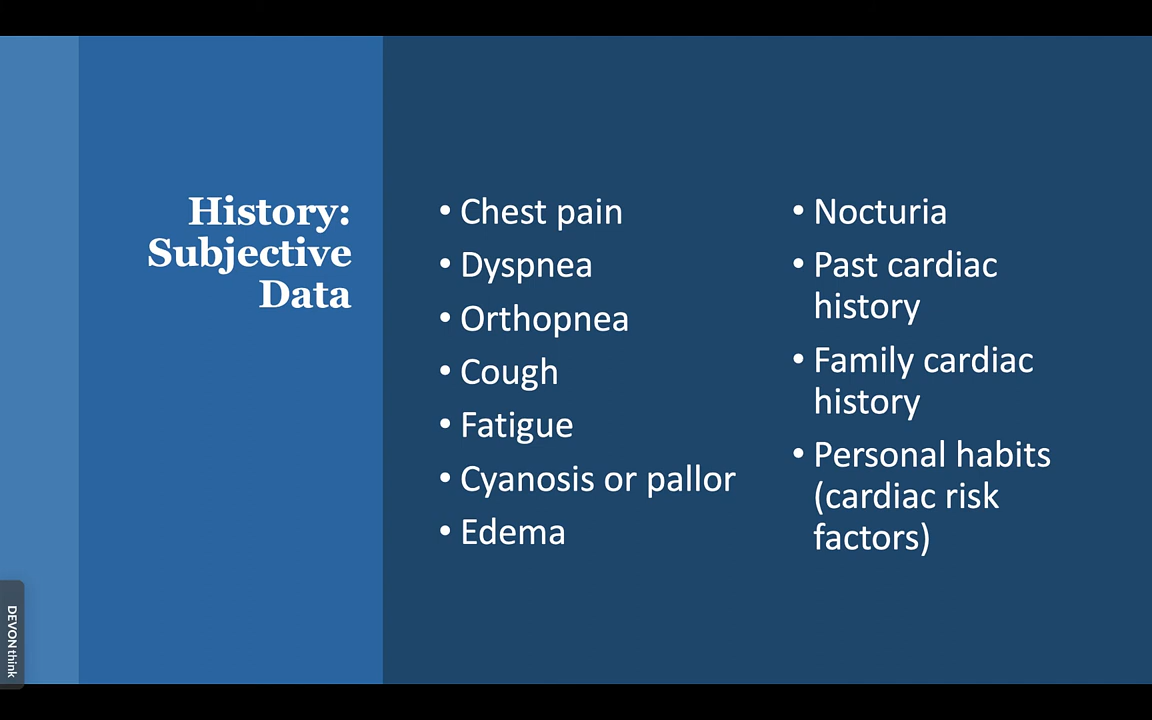 History:
Subjective
Data
• Chest pain
• Dyspnea
• Orthopnea
• Cough
• Fatigue
• Cyanosis or pallor
• Edema
• Nocturia
• Past cardiac
history
• Family cardiac
history
• Personal habits
(cardiac risk
factors)
DEVONthink